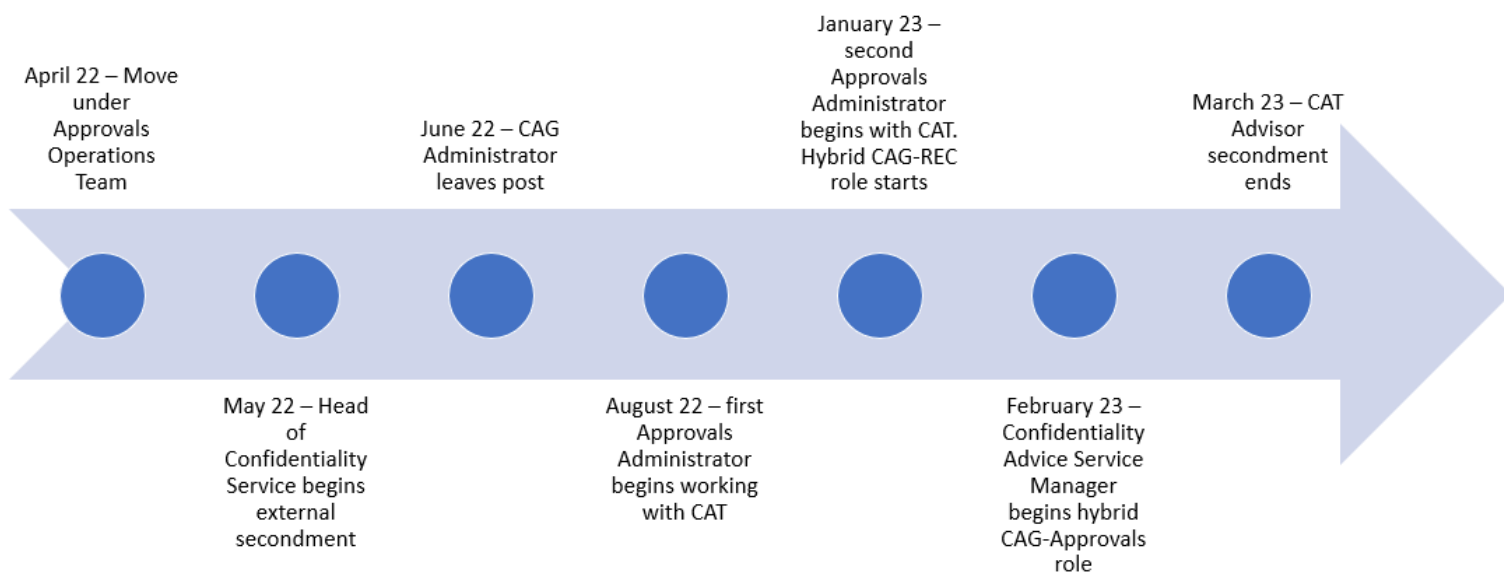 April 22 – Move
under
Approvals
Operations
Team
May 22 – Head
of
Confidentiality
Service begins
external
secondment
June 22 – CAG
Administrator
leaves post
August 22 – first
Approvals
Administrator
begins working
with CAT
January 23 –
second
Approvals
Administrator
begins with CAT.
Hybrid CAG-REC
role starts
February 23 –
Confidentiality
Advice Service
Manager
begins hybrid
CAG-Approvals
role
March 23 – CAT
Advisor
secondment
ends